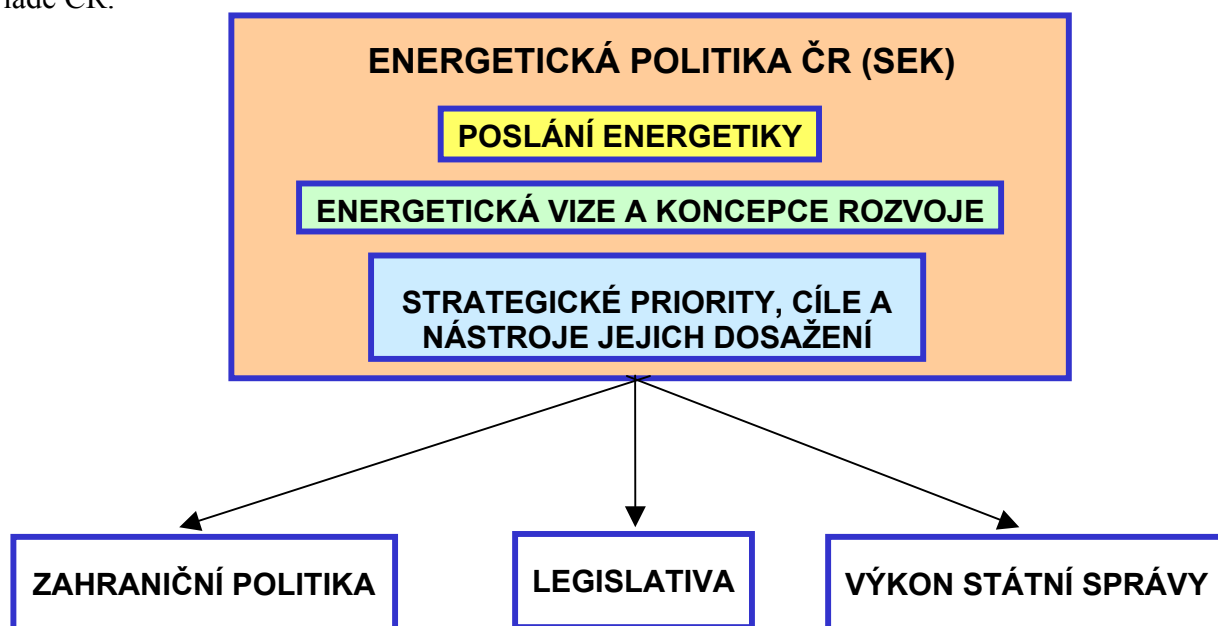 ČR.
ENERGETICKÁ POLITIKA ČR (SEK)
POSLÁNÍ ENERGETIKY
ENERGETICKÁ VIZE A KONCEPCE ROZVOJE
STRATEGICKÉ PRIORITY, CÍLE A
NÁSTROJE JEJICH DOSAŽENÍ
ZAHRANIČNÍ POLITIKA
LEGISLATIVA
VÝKON STÁTNÍ SPRÁVY